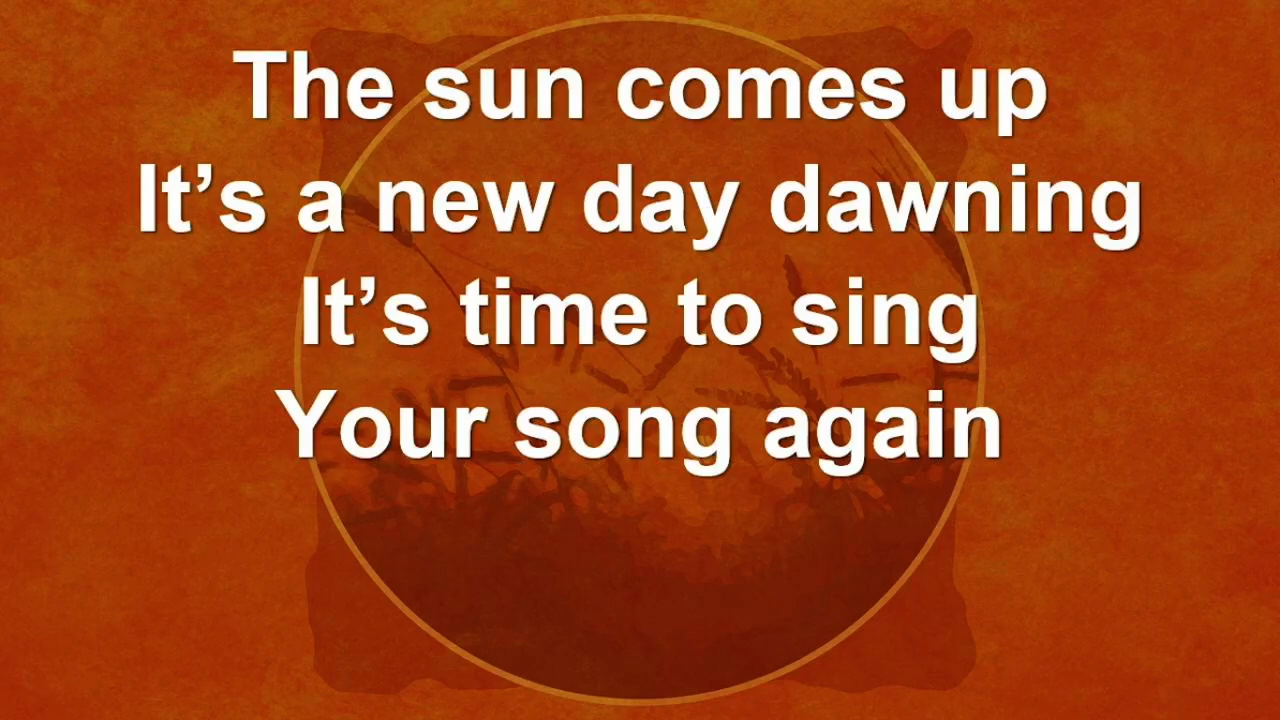 The sun comes up
It’s a new day dawning
It’s time to sing
Your song again